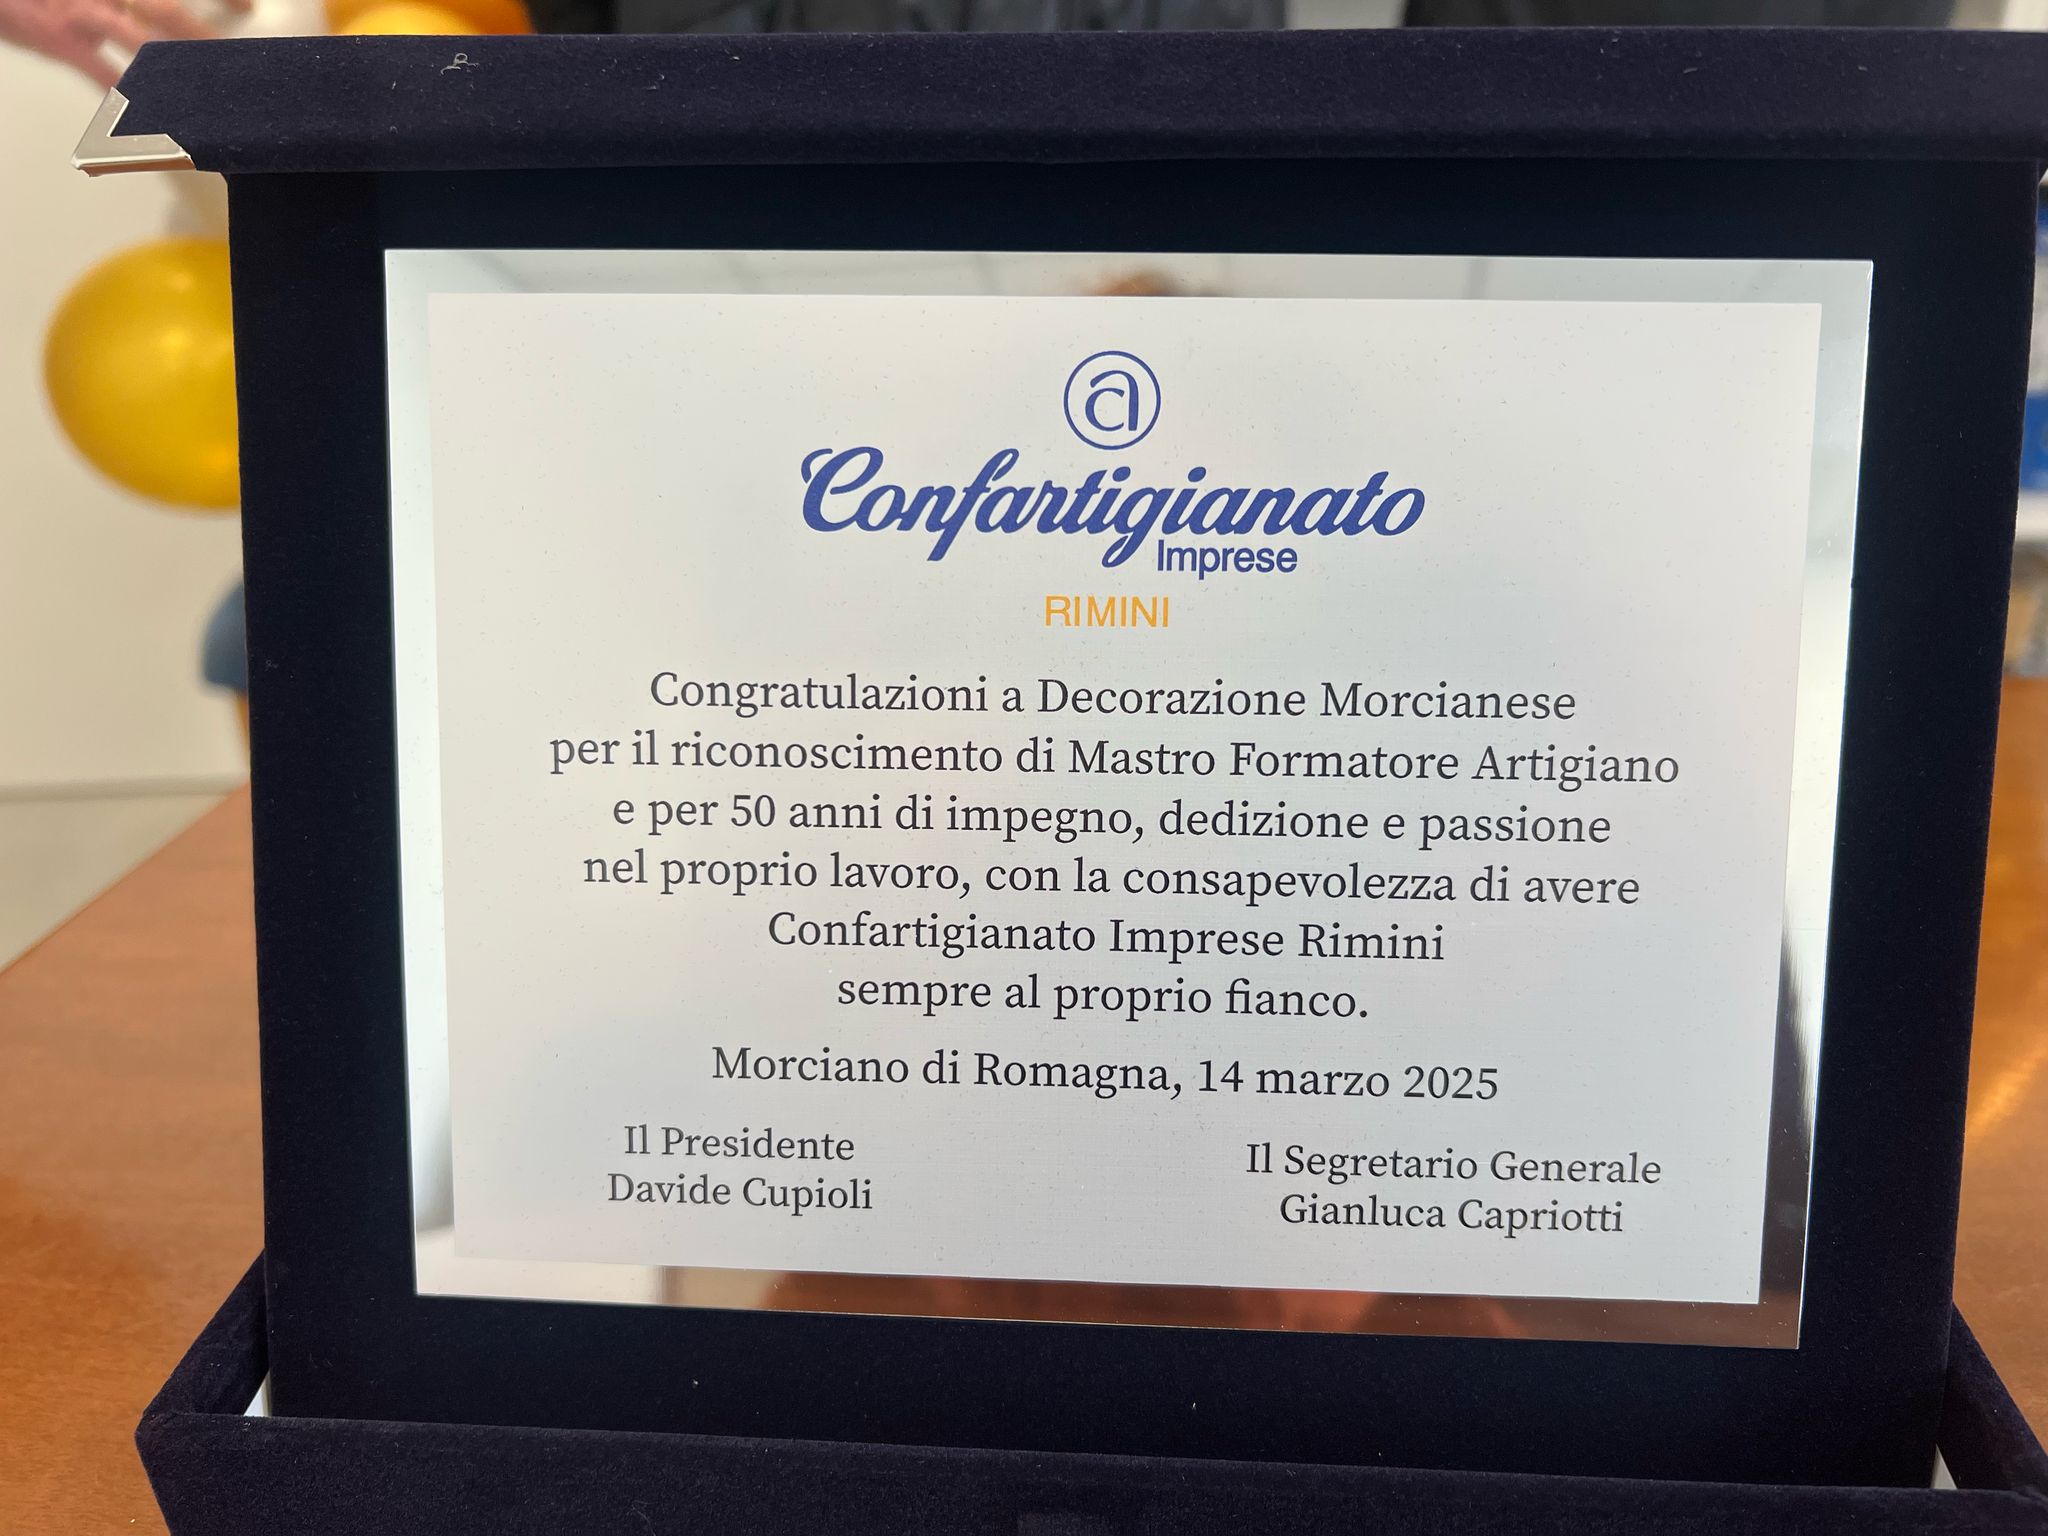 a
Confartigianato
Imprese
RIMINI
Congratulazioni a Decorazione Morcianese
per il riconoscimento di Mastro Formatore Artigiano
e per 50 anni di impegno, dedizione e passione
nel proprio lavoro, con la consapevolezza di avere
Confartigianato Imprese Rimini
sempre al proprio fianco.
Morciano di Romagna, 14 marzo 2025
Il Presidente
Davide Cupioli
Il Segretario Generale
Gianluca Capriotti